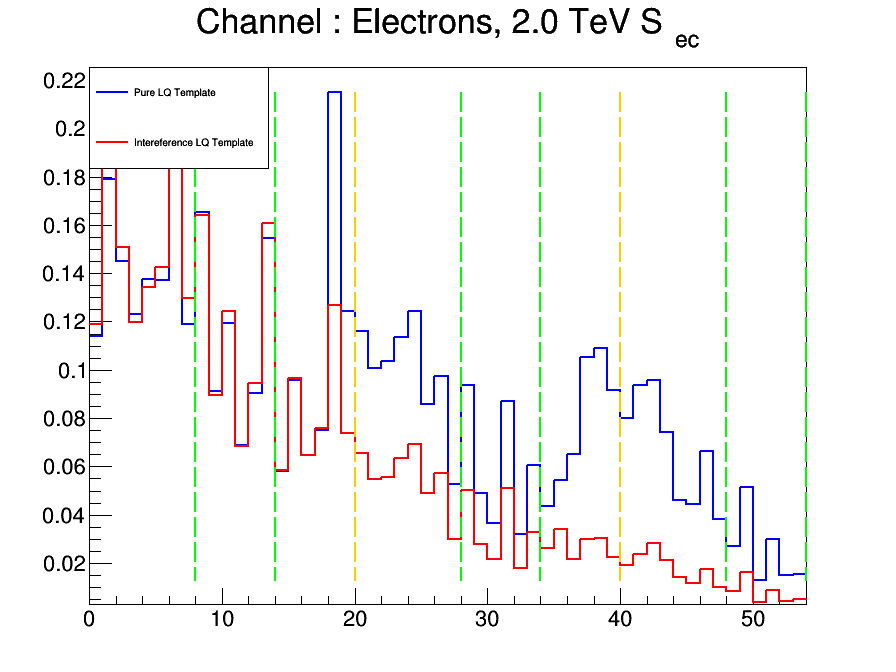 Channel : Electrons, 2.0 TeV S ec
0.22
Pure LQ Template
0.2
Intereference LQ Template
0.18
0.16
0.14
0.12
0.1
0.08
0.06
0.04
0.02
0 10 20 30 40 50